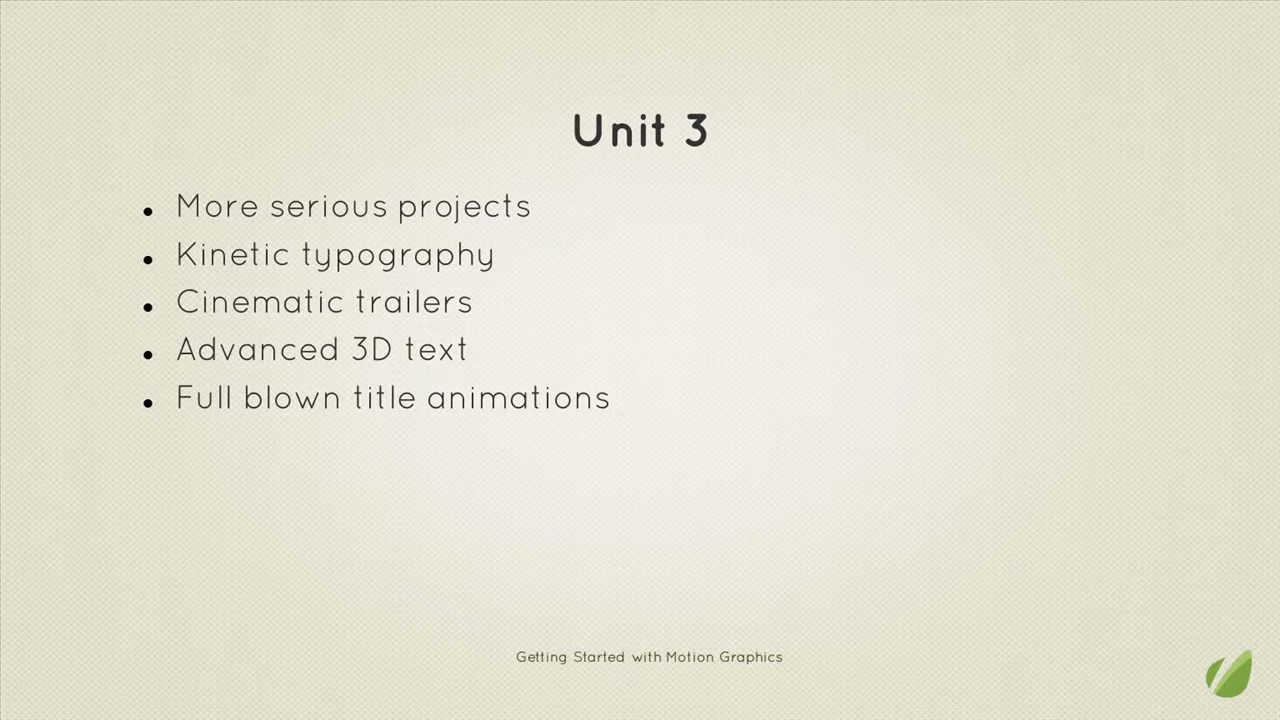 Unit 3
• More serious projects
• Kinetic typography
• Cinematic trailers
• Advanced 3D text
• Full blown title animations
Getting Started with Motion Graphics